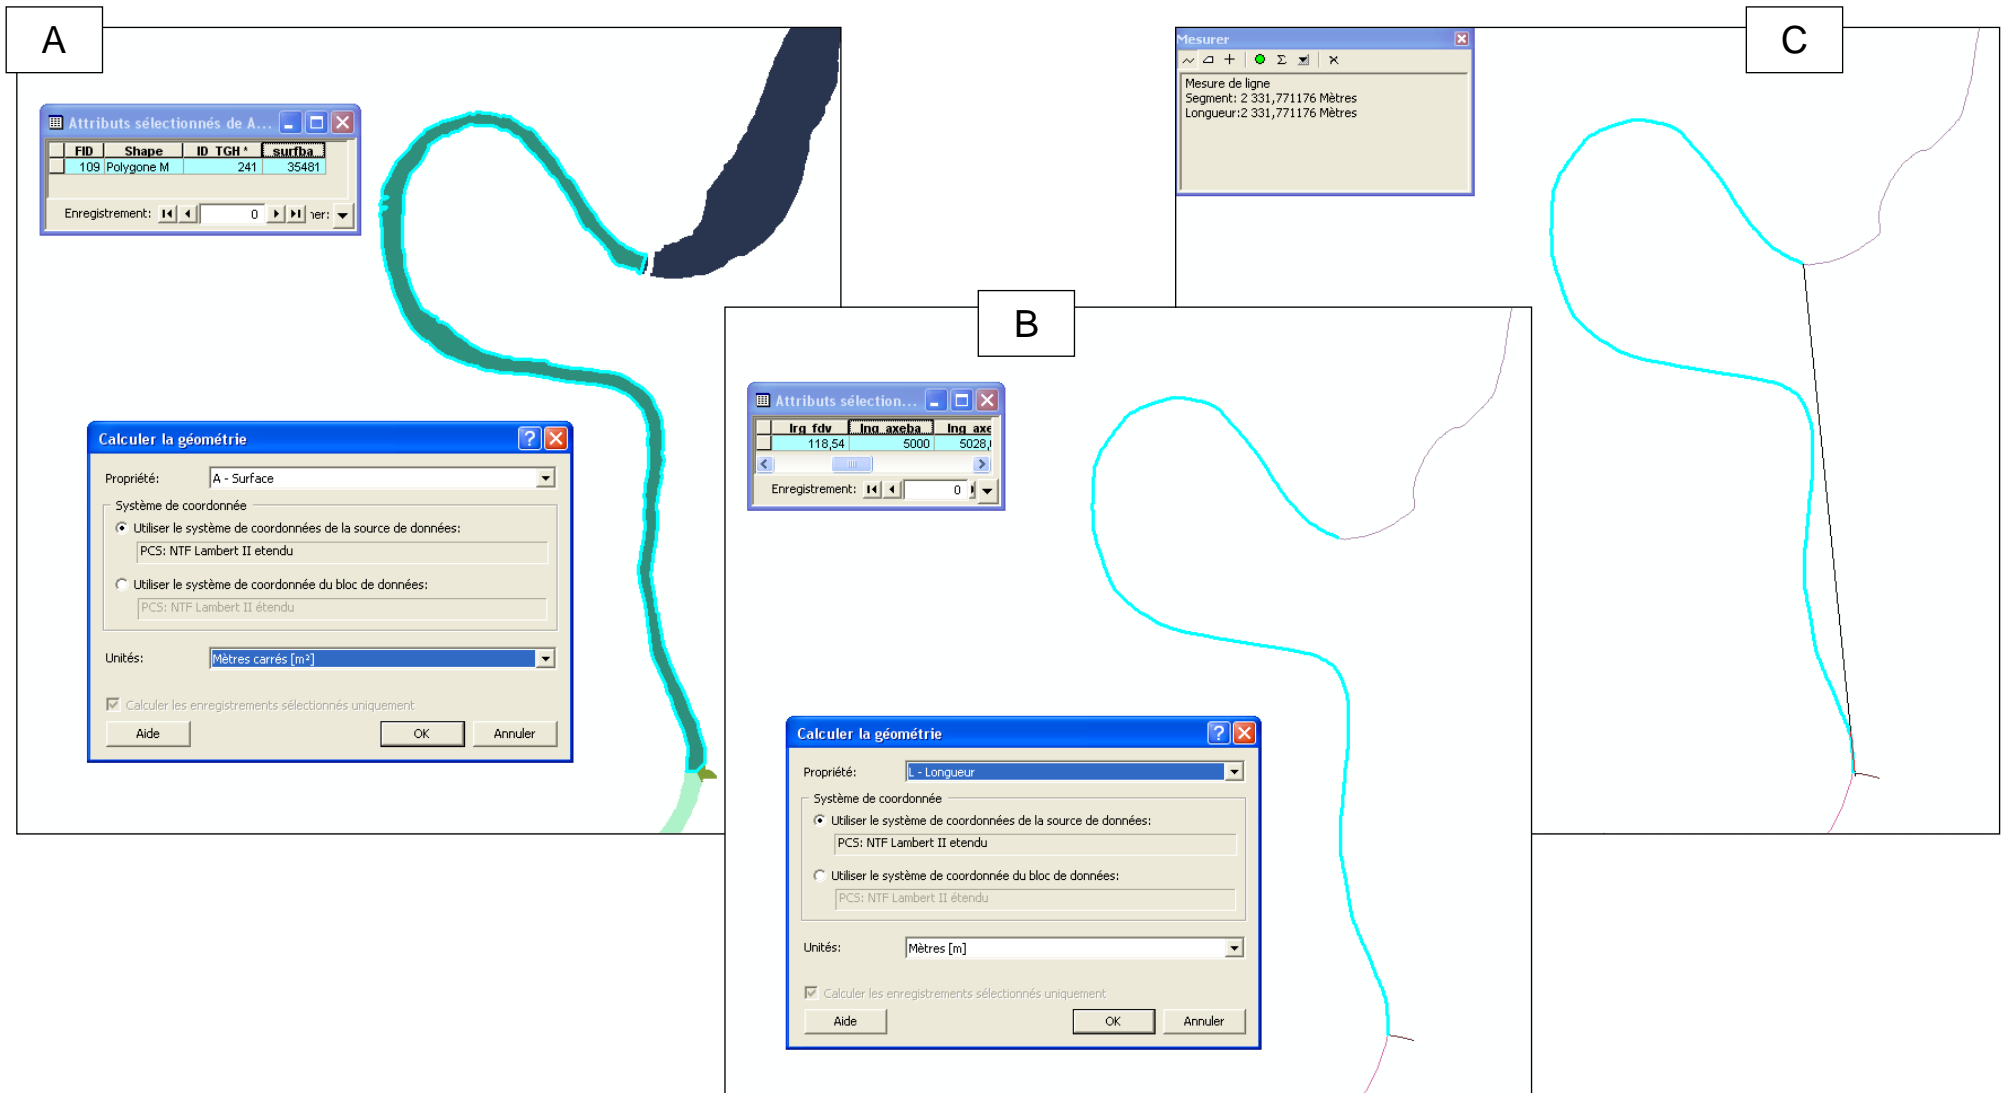 A
Attributs sélectionnés de A...
FID Shape ID_TGH * surfba
109 Polygone M 241 35481
Enregistrement: 0
Calculer la géométrie
Propriété: A - Surface
Système de coordonnée
Utiliser le système de coordonnées de la source de données:
PCS: NTF Lambert II etendu
Utiliser le système de coordonnée du bloc de données:
PCS: NTF Lambert II étendu
Unités: Mètres carrés [m²]
Calculer les enregistrements sélectionnés uniquement
Aide OK Annuler
B
Attributs sélection...
lrg_fdv lng_axeba lng_axe
118,54 5000 5028,
Enregistrement: 0
Calculer la géométrie
Propriété: L - Longueur
Système de coordonnée
Utiliser le système de coordonnées de la source de données:
PCS: NTF Lambert II etendu
Utiliser le système de coordonnée du bloc de données:
PCS: NTF Lambert II étendu
Unités: Mètres [m]
Calculer les enregistrements sélectionnés uniquement
Aide OK Annuler
C
Mesurer
Mesure de ligne
Segment: 2 331,771176 Mètres
Longueur:2 331,771176 Mètres